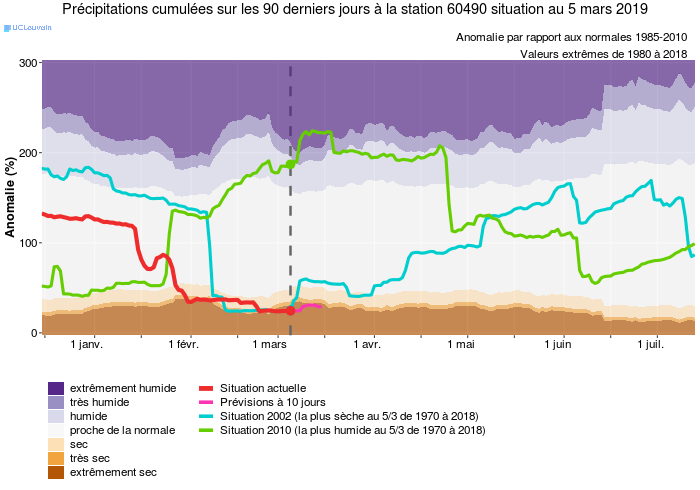 Précipitations cumulées sur les 90 derniers jours à la station 60490 situation au 5 mars 2019
UCLouvain
Anomalie par rapport aux normales 1985-2010
Valeurs extrêmes de 1980 à 2018
Anomalie (%)
300
200
100
0
1 janv.
1 févr.
1 mars
1 avr.
1 mai
1 juin
1 juil.
extrêmement humide
très humide
humide
proche de la normale
sec
très sec
extrêmement sec
Situation actuelle
Prévisions à 10 jours
Situation 2002 (la plus sèche au 5/3 de 1970 à 2018)
Situation 2010 (la plus humide au 5/3 de 1970 à 2018)